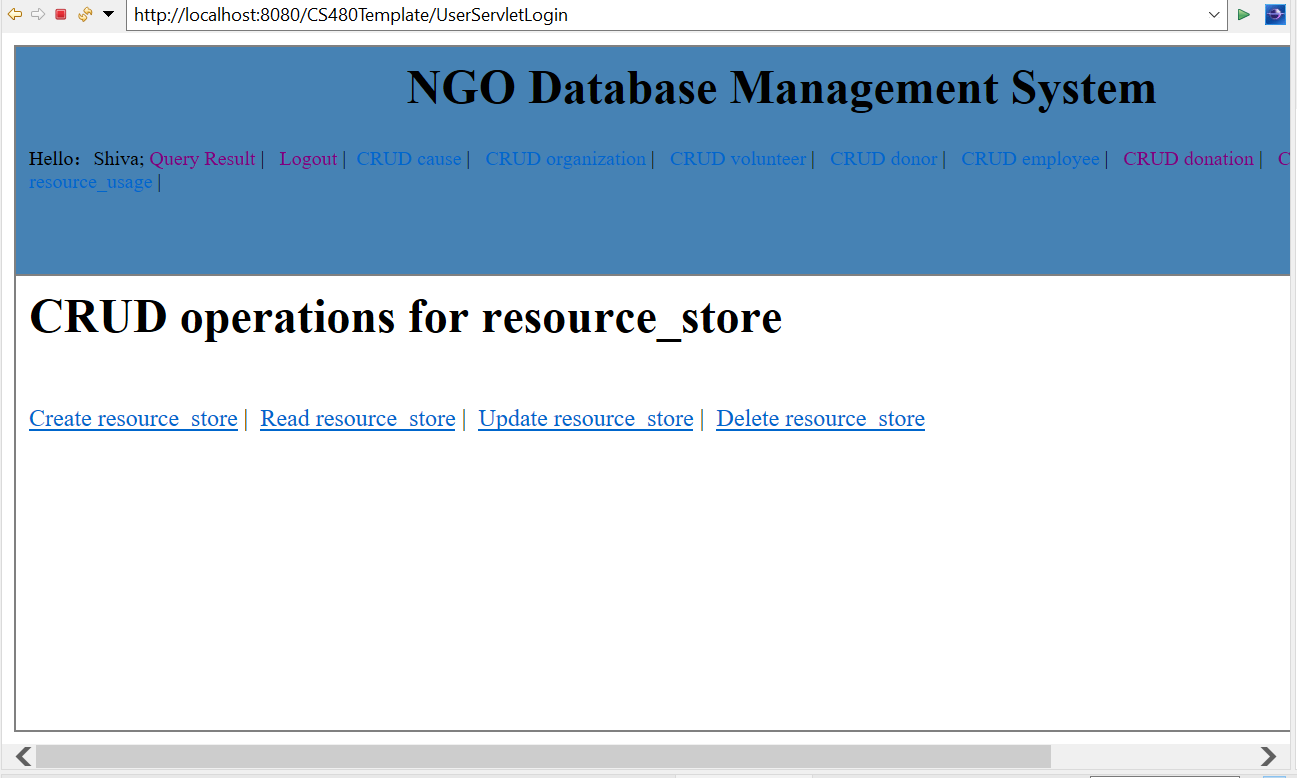 http://localhost:8080/CS480Template/UserServletLogin
NGO Database Management System
Hello：Shiva; Query Result | Logout | CRUD cause | CRUD organization | CRUD volunteer | CRUD donor | CRUD employee | CRUD donation |
resource_usage |
CRUD operations for resource_store
Create resource_store | Read resource_store | Update resource_store | Delete resource_store